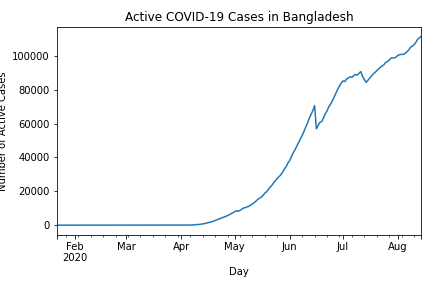 Active COVID-19 Cases in Bangladesh
Number of Active Cases
100000
80000
60000
40000
20000
0
Feb Mar Apr May Jun Jul Aug
2020
Day